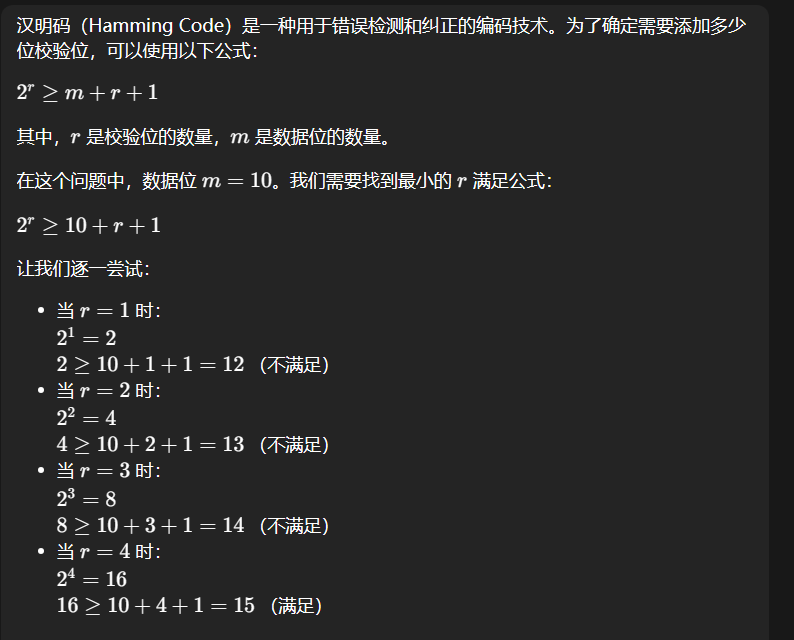 汉明码（Hamming Code）是一种用于错误检测和纠正的编码技术。为了确定需要添加多少
位校验位，可以使用以下公式：
2^r ≥ m + r + 1
其中，r 是校验位的数量，m 是数据位的数量。
在这个问题中，数据位 m = 10。我们需要找到最小的 r 满足公式：
2^r ≥ 10 + r + 1
让我们逐一尝试：
• 当 r = 1 时：
2^1 = 2
2 ≥ 10 + 1 + 1 = 12 （不满足）
• 当 r = 2 时：
2^2 = 4
4 ≥ 10 + 2 + 1 = 13 （不满足）
• 当 r = 3 时：
2^3 = 8
8 ≥ 10 + 3 + 1 = 14 （不满足）
• 当 r = 4 时：
2^4 = 16
16 ≥ 10 + 4 + 1 = 15 （满足）